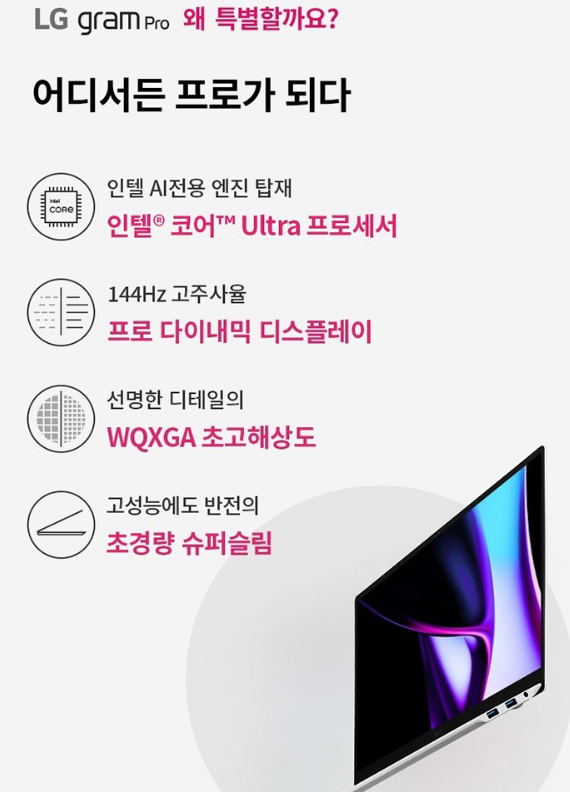 LG gram Pro 왜 특별할까요?
어디서든 프로가 되다
인텔 AI전용 엔진 탑재
intel CORE
인텔® 코어™ Ultra 프로세서
144Hz 고주사율
프로 다이내믹 디스플레이
선명한 디테일의
WQXGA 초고해상도
고성능에도 반전의
초경량 슈퍼슬림